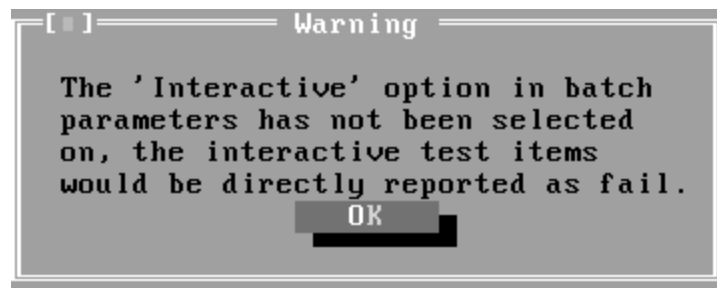 [■] Warning
The 'Interactive' option in batch
parameters has not been selected
on, the interactive test items
would be directly reported as fail.
OK